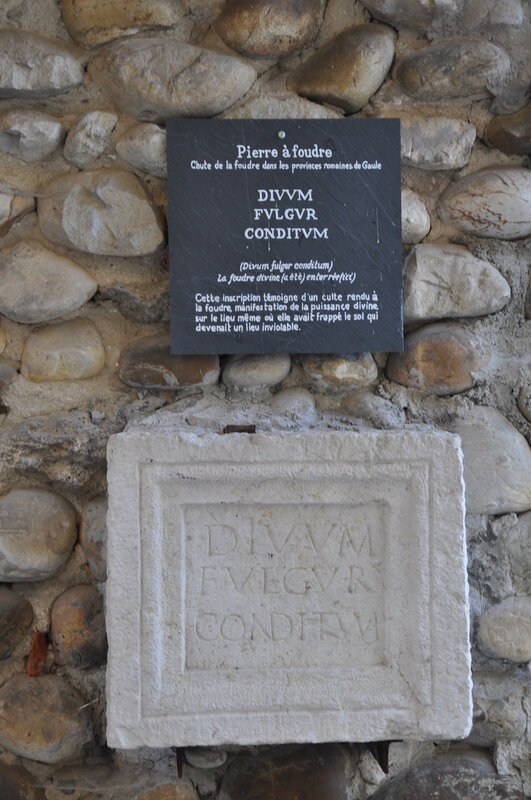 Pierre à foudre
Chute de la foudre dans les provinces romaines de Gaule
DIVVM
FVLGVR
CONDITVM
(Divum fulgur conditum)
La foudre divine (a été) enterrée(ici)
Cette inscription témoigne d'un culte rendu à
la foudre, manifestation de la puissance divine,
sur le lieu même où elle avait frappé le sol qui
devenait un lieu inviolable.
DIVVM
FVLGVR
CONDITVM